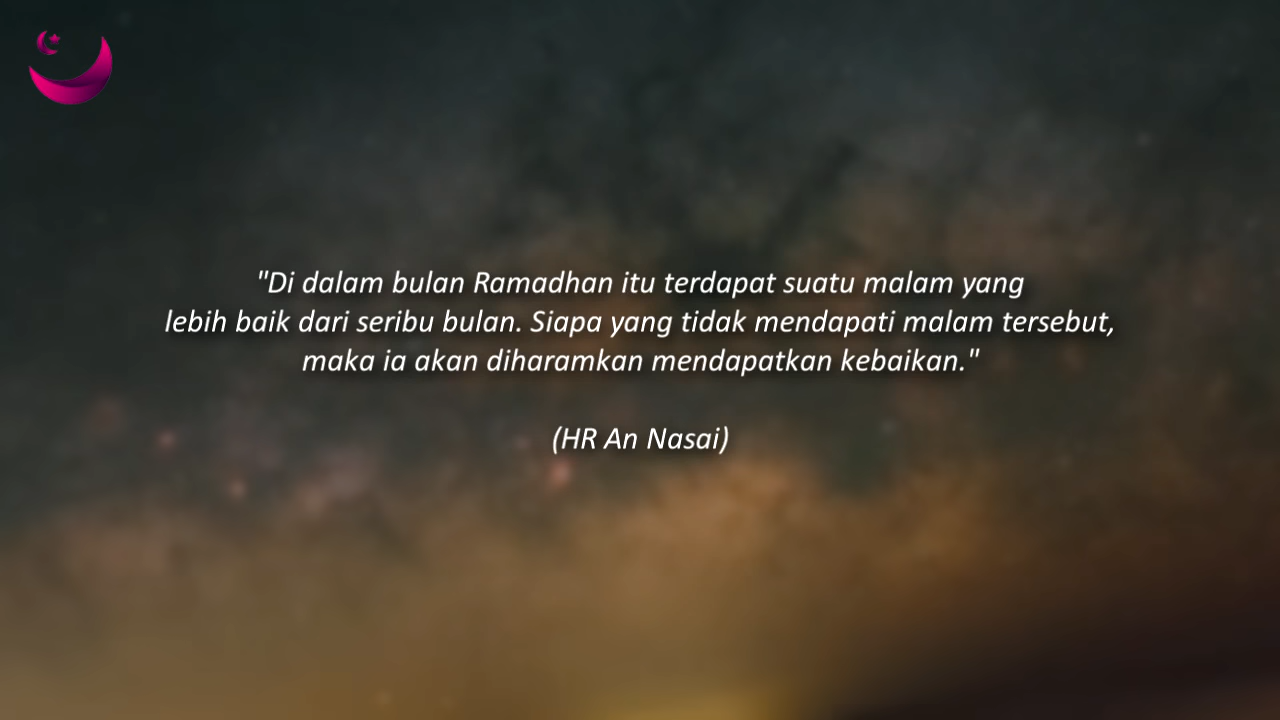 "Di dalam bulan Ramadhan itu terdapat suatu malam yang
lebih baik dari seribu bulan. Siapa yang tidak mendapati malam tersebut,
maka ia akan diharamkan mendapatkan kebaikan."
(HR An Nasai)